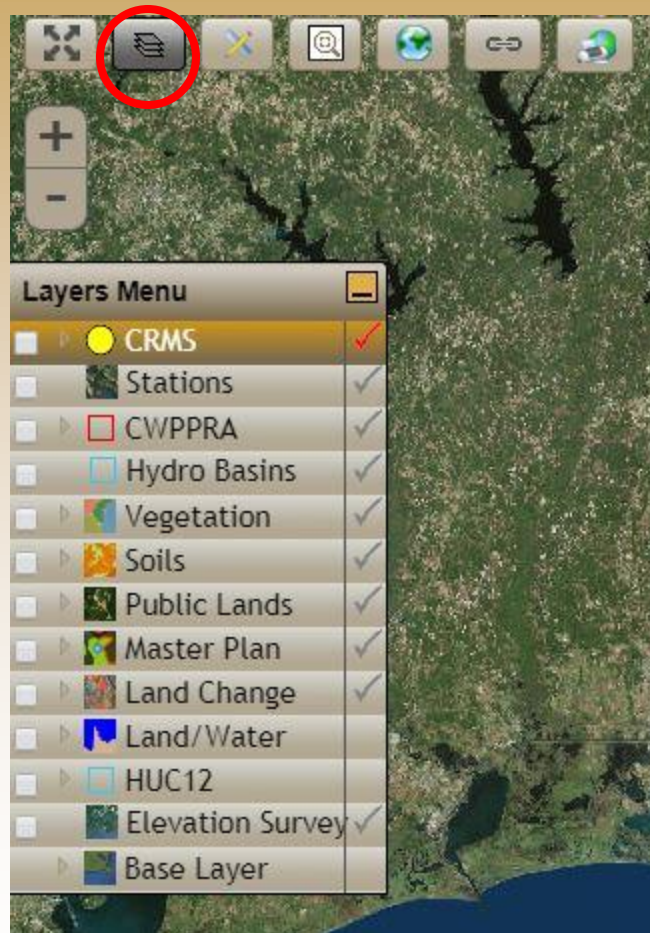 Layers Menu
CRMS
Stations
CWPPRA
Hydro Basins
Vegetation
Soils
Public Lands
Master Plan
Land Change
Land/Water
HUC12
Elevation Survey
Base Layer